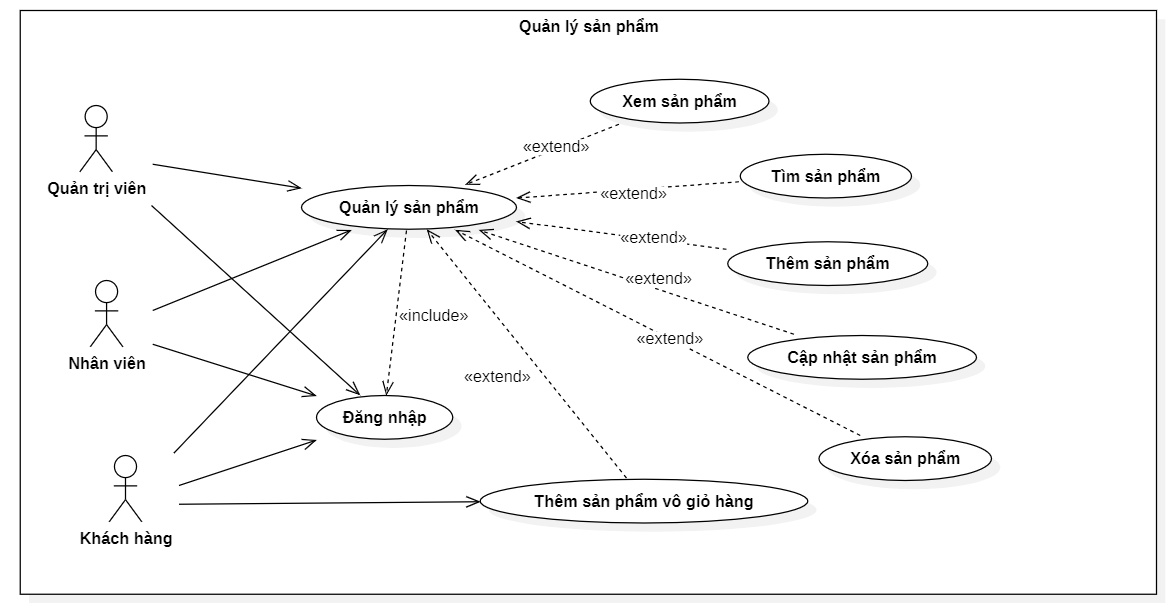 Quản lý sản phẩm
Xem sản phẩm
«extend»
Tìm sản phẩm
Quản trị viên
«extend»
Quản lý sản phẩm
«extend»
Thêm sản phẩm
«extend»
«include»
«extend»
Cập nhật sản phẩm
Nhân viên
«extend»
Đăng nhập
Xóa sản phẩm
Thêm sản phẩm vô giỏ hàng
Khách hàng